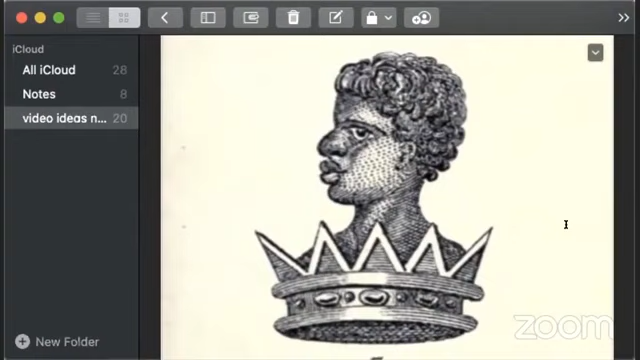 iCloud
All iCloud 28
Notes 8
video ideas n... 20
New Folder
zoom